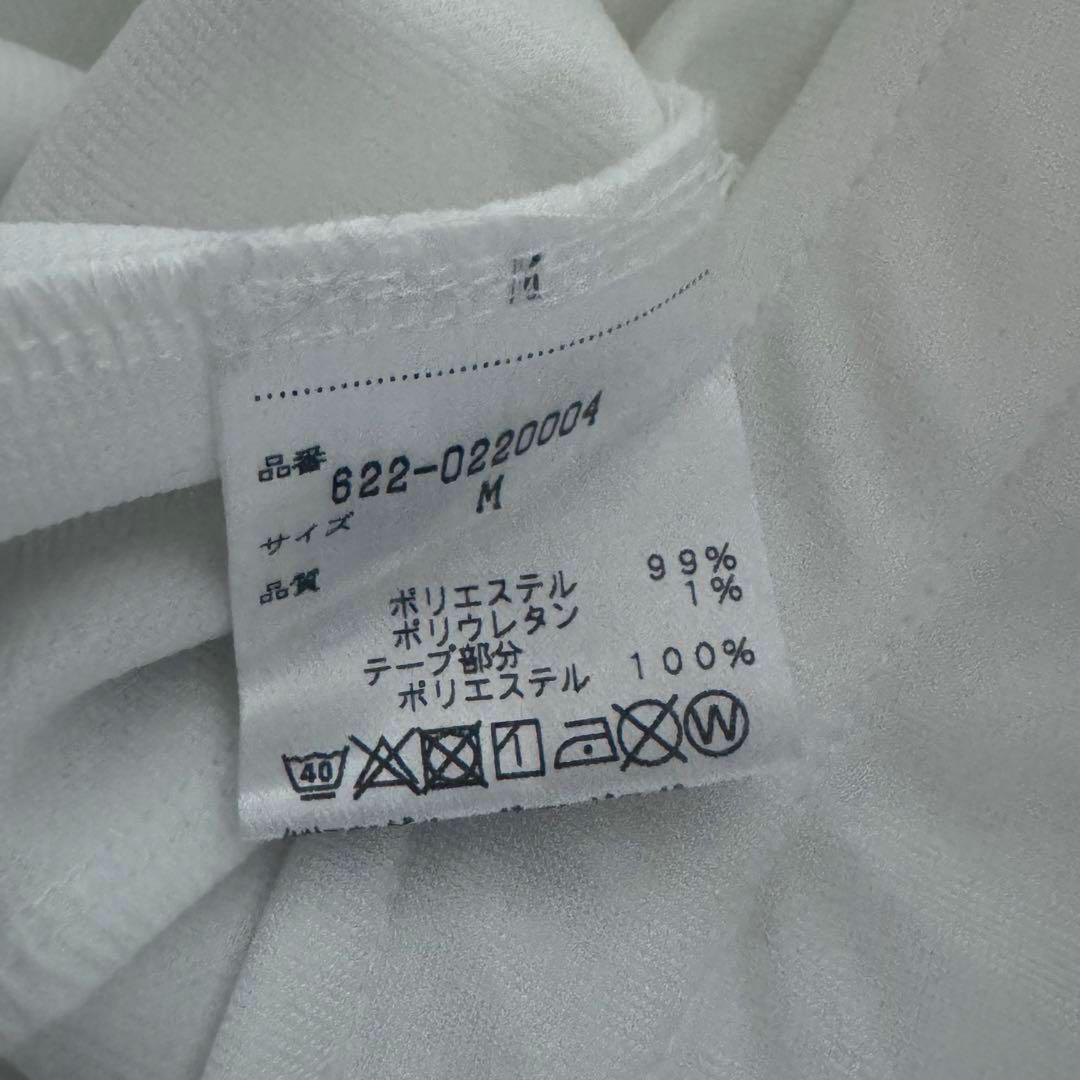 M
品番 622-0220004
サイズ M
品質
ポリエステル 99%
ポリウレタン 1%
テープ部分
ポリエステル 100%
40 W